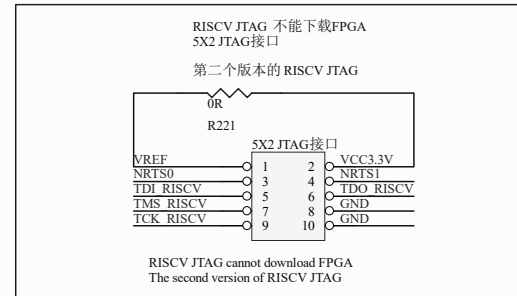 RISCV JTAG 不能下载FPGA
5X2 JTAG接口
第二个版本的 RISCV JTAG
0R
R221
5X2 JTAG接口
VREF 1 2 VCC3.3V
NRTS0 3 4 NRTS1
TDI_RISCV 5 6 TDO_RISCV
TMS_RISCV 7 8 GND
TCK_RISCV 9 10 GND
RISCV JTAG cannot download FPGA
The second version of RISCV JTAG